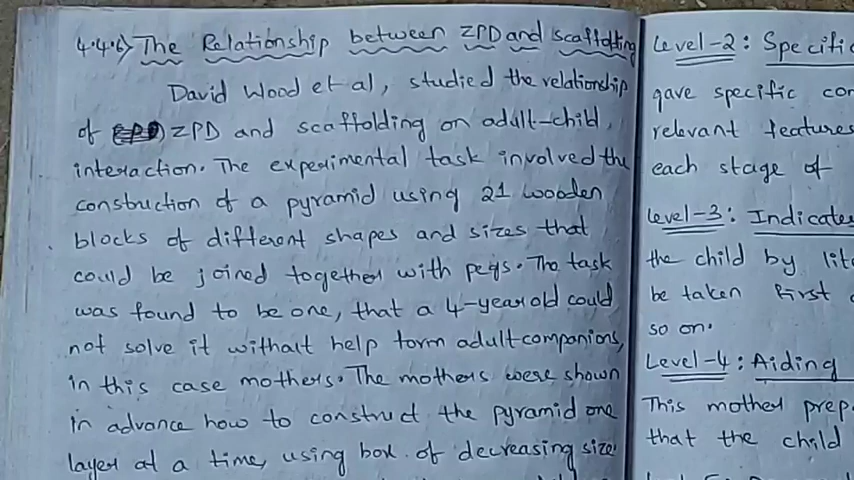 4.4.6) The Relationship between ZPD and scaffolding
David Wood et al, studied the relationship
of ZPD and scaffolding on adult-child
interaction. The experimental task involved the
construction of a pyramid using 21 wooden
blocks of different shapes and sizes that
could be joined together with pegs. The task
was found to be one, that a 4-year old could
not solve it withalt help form adult companions,
in this case mothers. The mothers were shown
in advance how to construct the pyramid one
layer at a time, using box of decreasing size
Level-2: Specific
gave specific con
relevant features
each stage of
Level-3: Indicates
the child by lite
be taken first
so on.
Level-4: Aiding
This mother prep
that the child